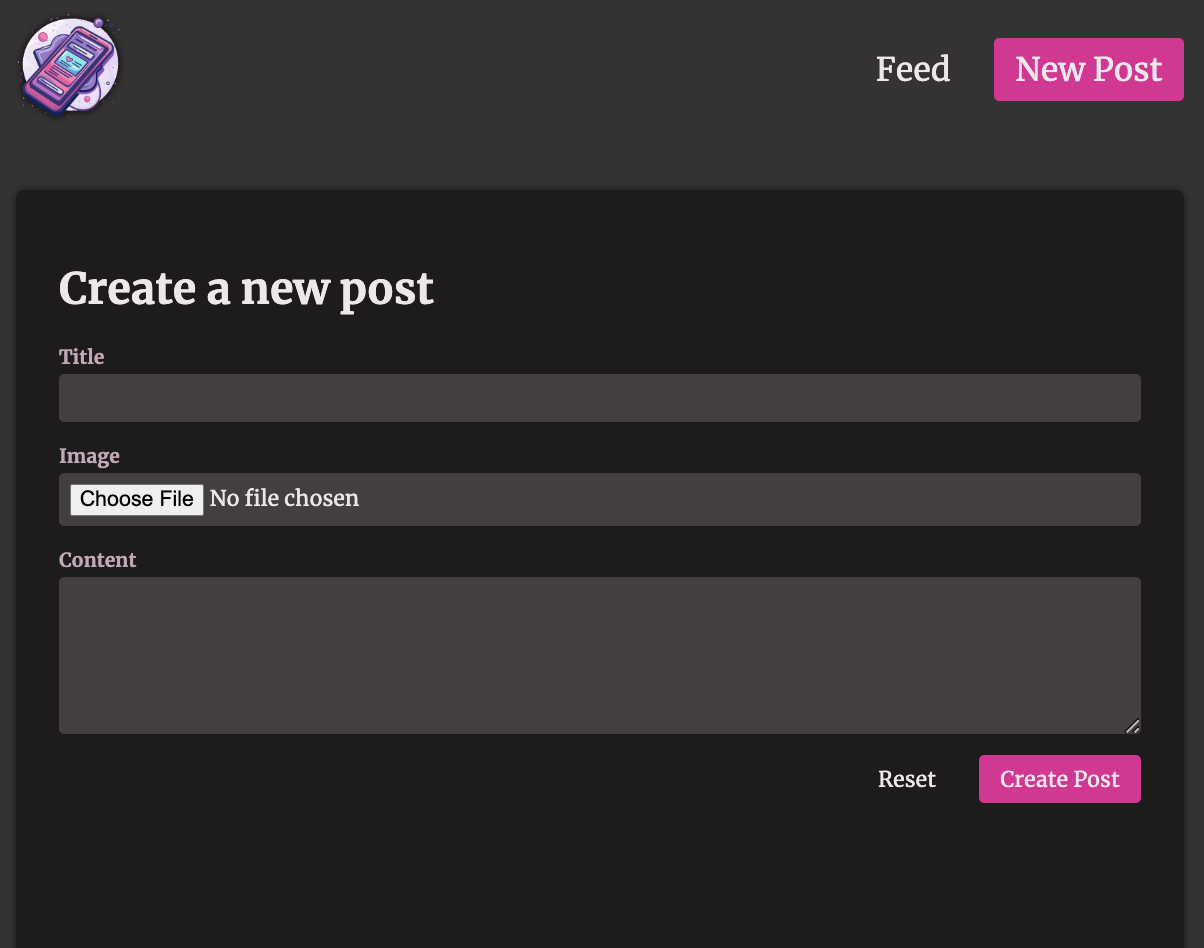 Feed
New Post
Create a new post
Title
Image
Choose File No file chosen
Content
Reset
Create Post